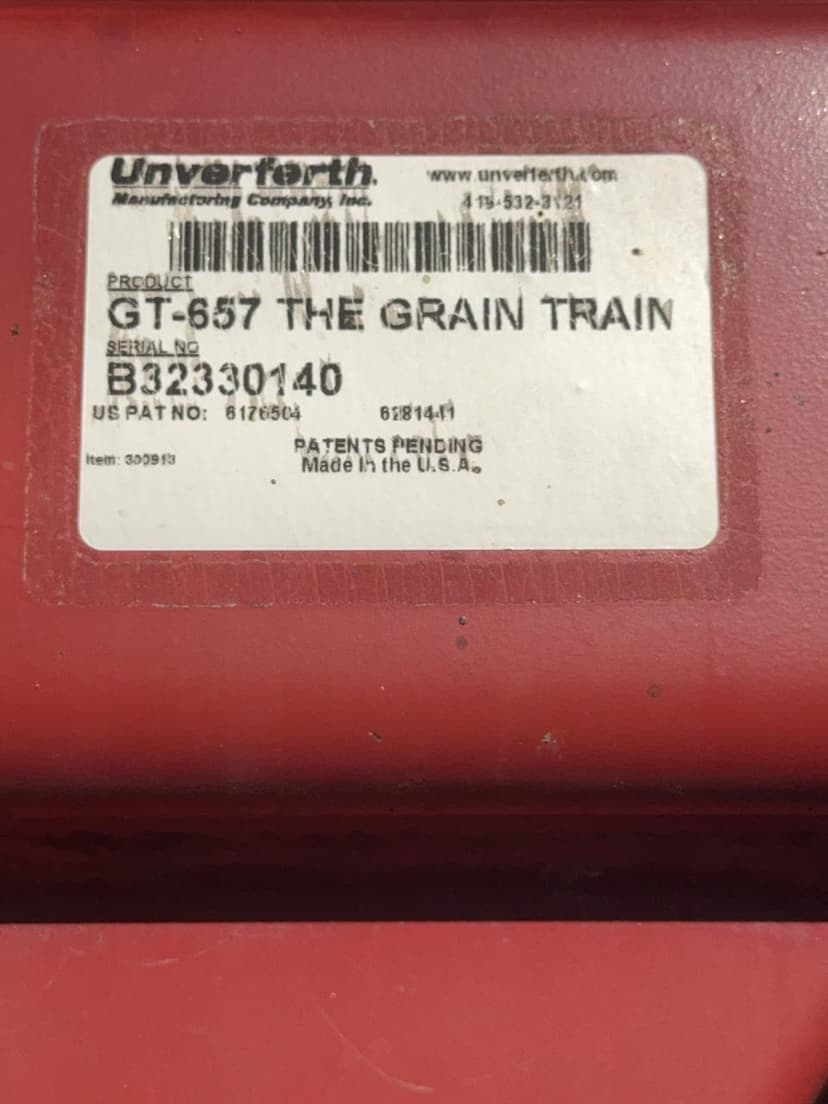 Unverferth.
Manufacturing Company, Inc.
www.unverferth.com
419-532-3121
PRODUCT
GT-657 THE GRAIN TRAIN
SERIAL NO
B32330140
US PAT NO: 6176504 6281441
PATENTS PENDING
Item: 300913
Made in the U.S.A.